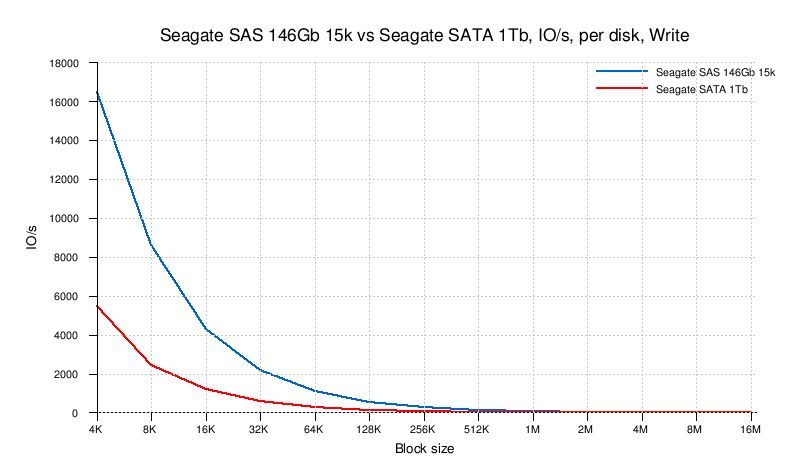 Seagate SAS 146Gb 15k vs Seagate SATA 1Tb, IO/s, per disk, Write
Seagate SAS 146Gb 15k
Seagate SATA 1Tb
IO/s
18000
16000
14000
12000
10000
8000
6000
4000
2000
0
4K 8K 16K 32K 64K 128K 256K 512K 1M 2M 4M 8M 16M
Block size